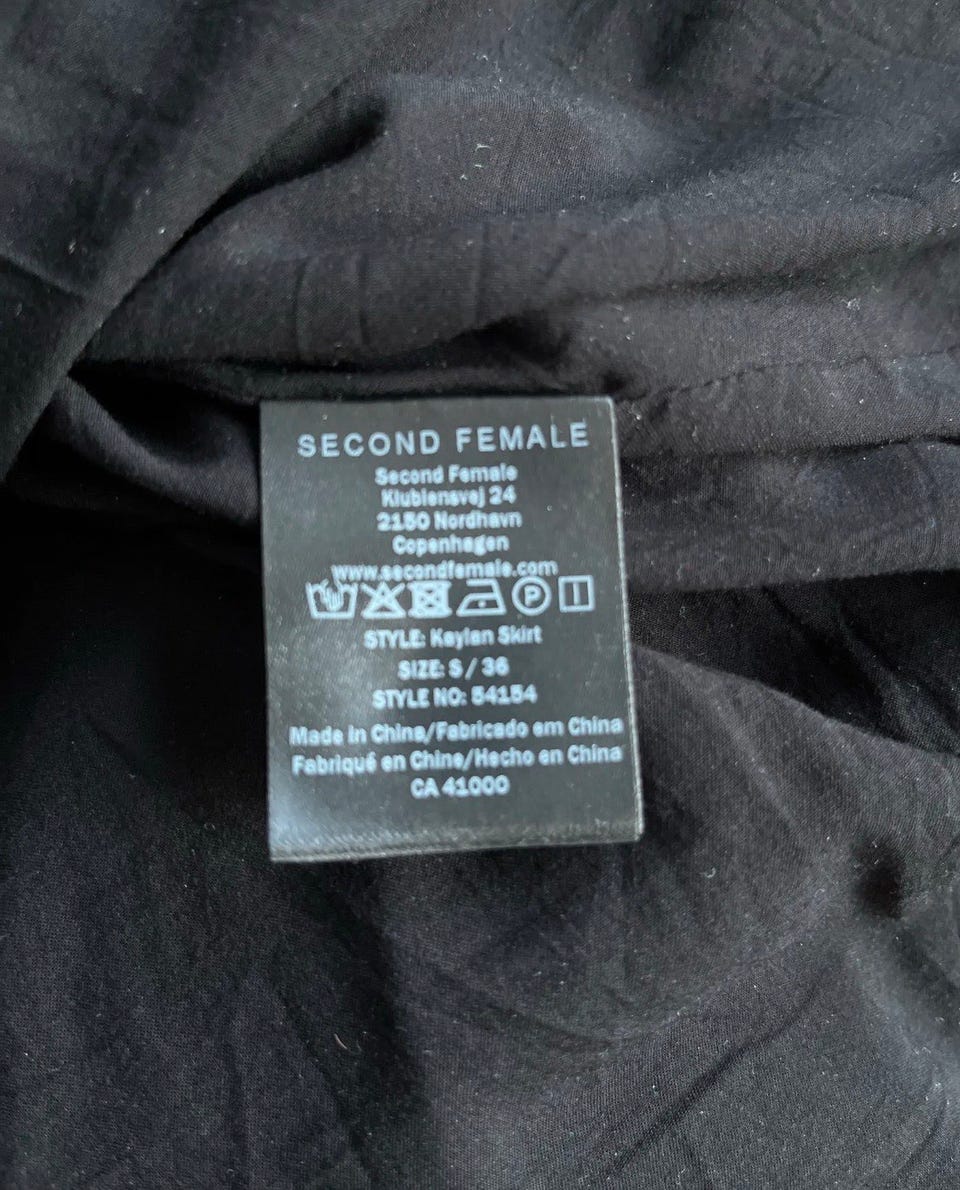 SECOND FEMALE
Second Female
Klubiensvej 24
2150 Nordhavn
Copenhagen
www.secondfemale.com
P
STYLE: Kaylan Skirt
SIZE: S / 36
STYLE NO: 54154
Made in China/Fabricado em China
Fabriqué en Chine/Hecho en China
CA 41000